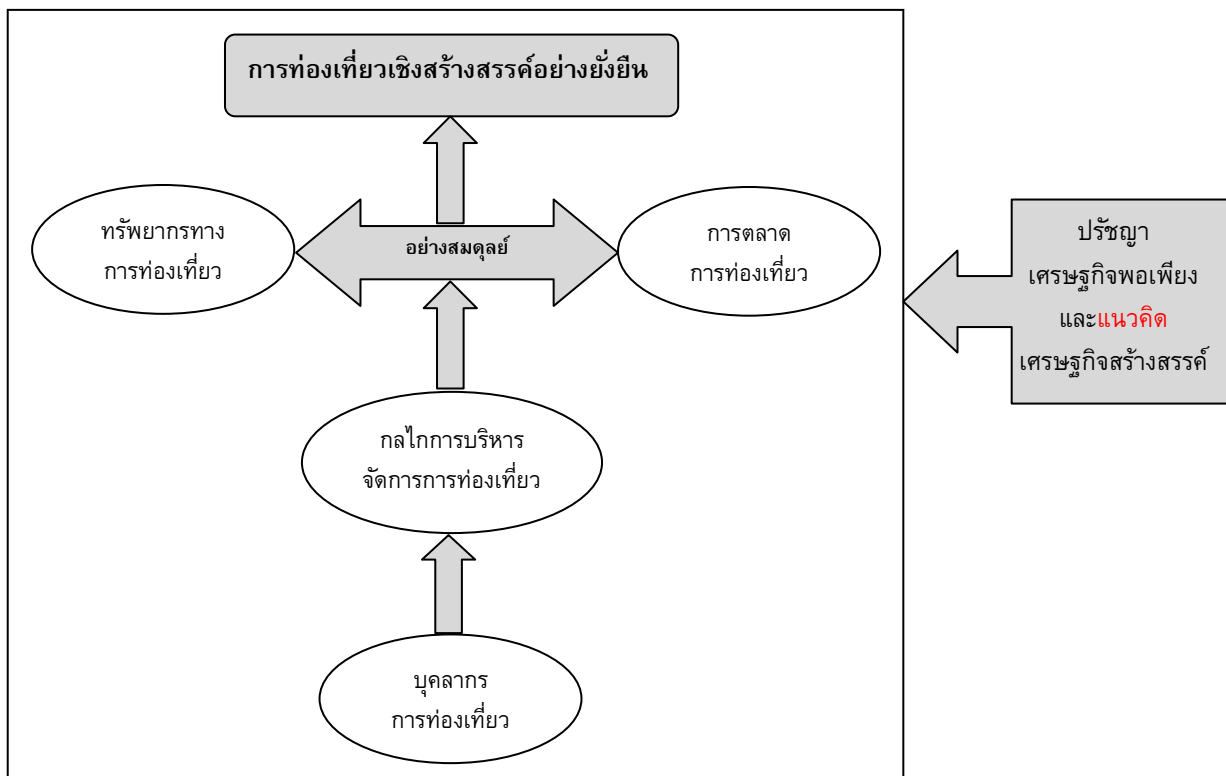 การท่องเที่ยวเชิงสร้างสรรค์อย่างยั่งยืน
ทรัพยากรทาง
การท่องเที่ยว
อย่างสมดุลย์
การตลาด
การท่องเที่ยว
ปรัชญา
เศรษฐกิจพอเพียง
และแนวคิด
เศรษฐกิจสร้างสรรค์
กลไกการบริหาร
จัดการการท่องเที่ยว
บุคลากร
การท่องเที่ยว